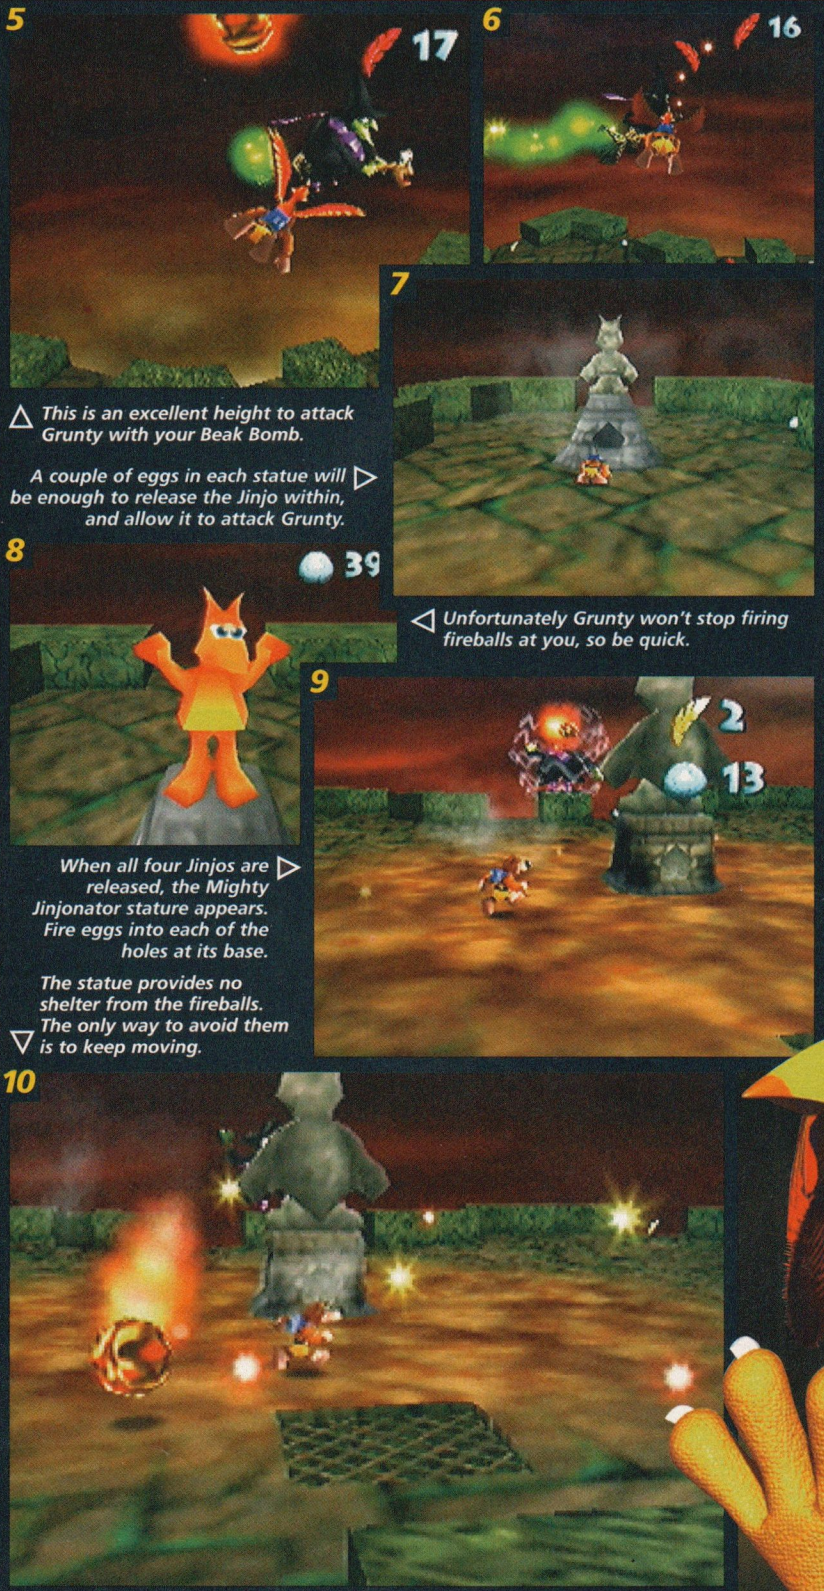 5
17
6
16
7
This is an excellent height to attack
Grunty with your Beak Bomb.
A couple of eggs in each statue will
be enough to release the Jinjo within,
and allow it to attack Grunty.
8
39
Unfortunately Grunty won't stop firing
fireballs at you, so be quick.
9
2
13
When all four Jinjos are
released, the Mighty
Jinjonator stature appears.
Fire eggs into each of the
holes at its base.
The statue provides no
shelter from the fireballs.
The only way to avoid them
is to keep moving.
10